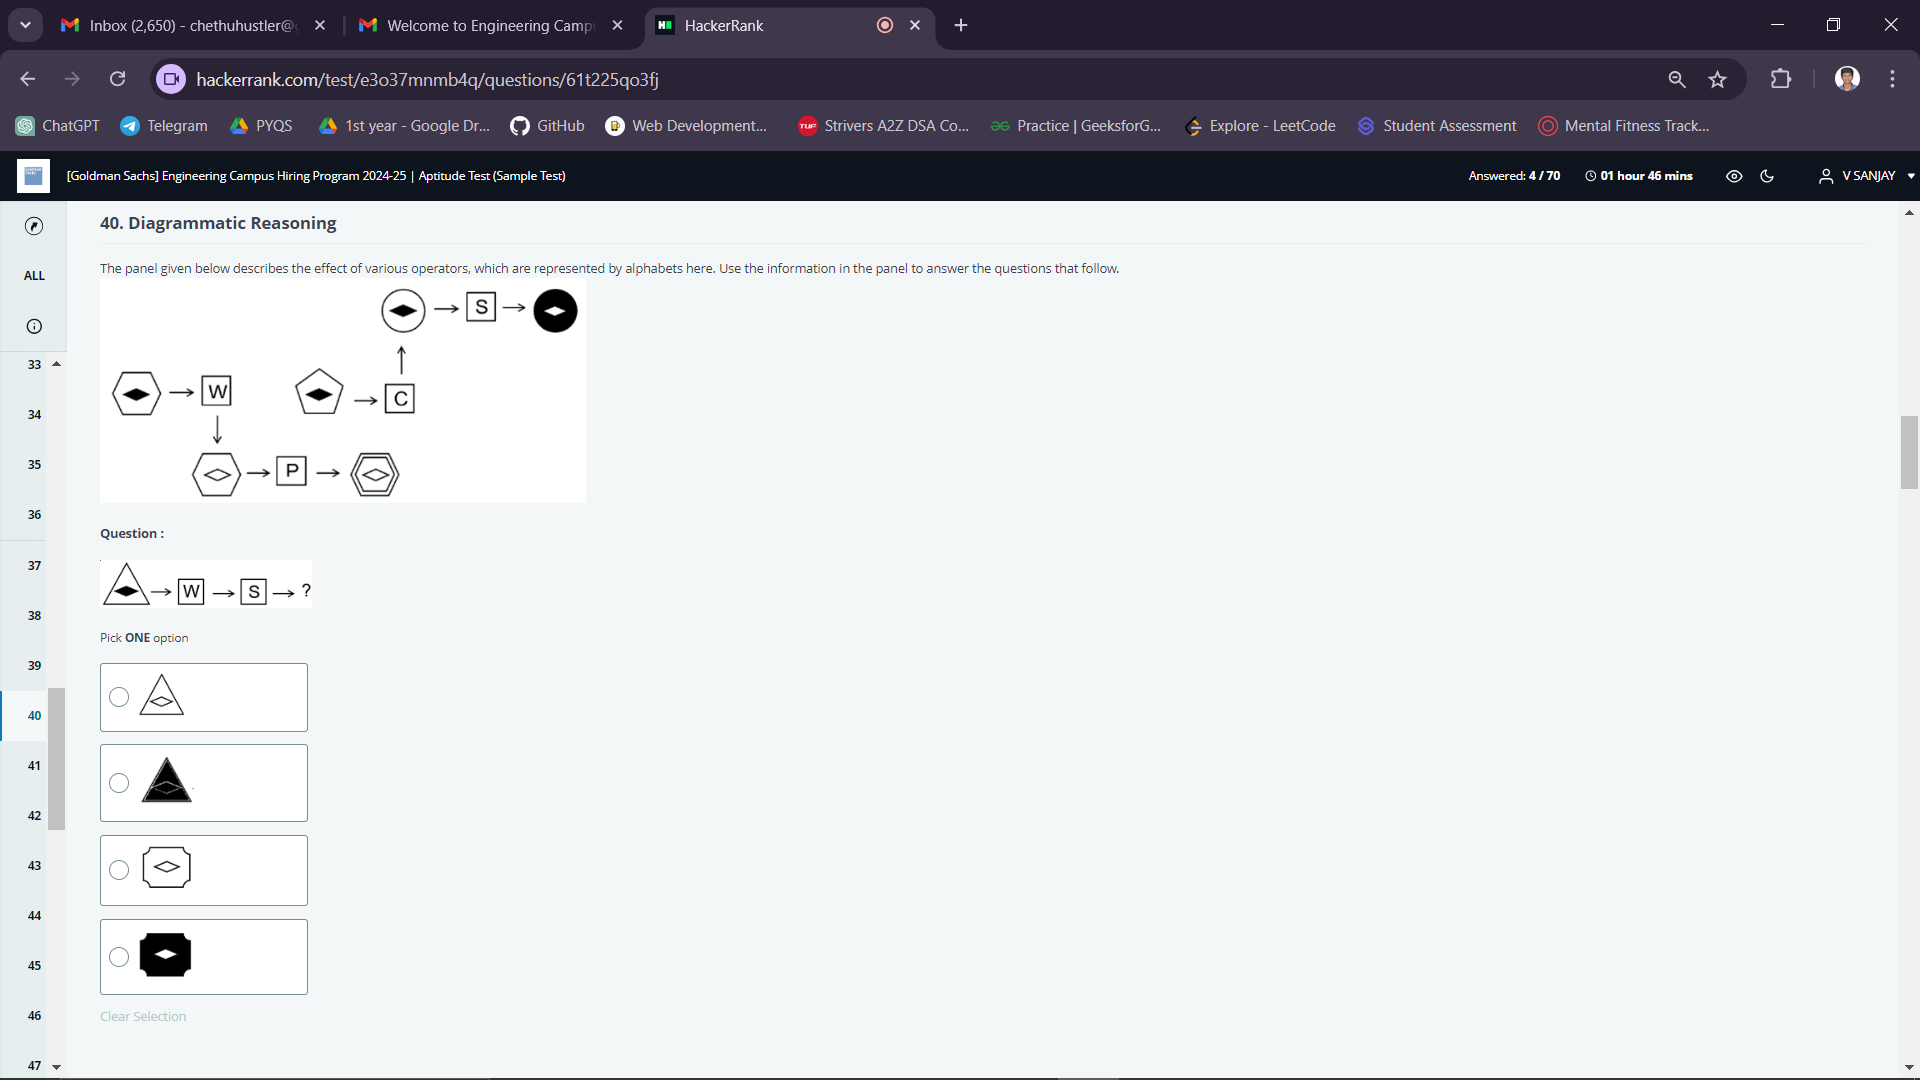 Inbox (2,650) - chethuhustler@g
Welcome to Engineering Camp
HackerRank
hackerrank.com/test/e3o37mnmb4q/questions/61t225qo3fj
ChatGPT
Telegram
PYQS
1st year - Google Dr...
GitHub
Web Development...
TUF
Strivers A2Z DSA Co...
Practice | GeeksforG...
Explore - LeetCode
Student Assessment
Mental Fitness Track...
[Goldman Sachs] Engineering Campus Hiring Program 2024-25 | Aptitude Test (Sample Test)
Answered: 4 / 70
01 hour 46 mins
V SANJAY
ALL
33
34
35
36
37
38
39
40
41
42
43
44
45
46
47
40. Diagrammatic Reasoning
The panel given below describes the effect of various operators, which are represented by alphabets here. Use the information in the panel to answer the questions that follow.
S
W
C
P
Question :
W S ?
Pick ONE option
Clear Selection